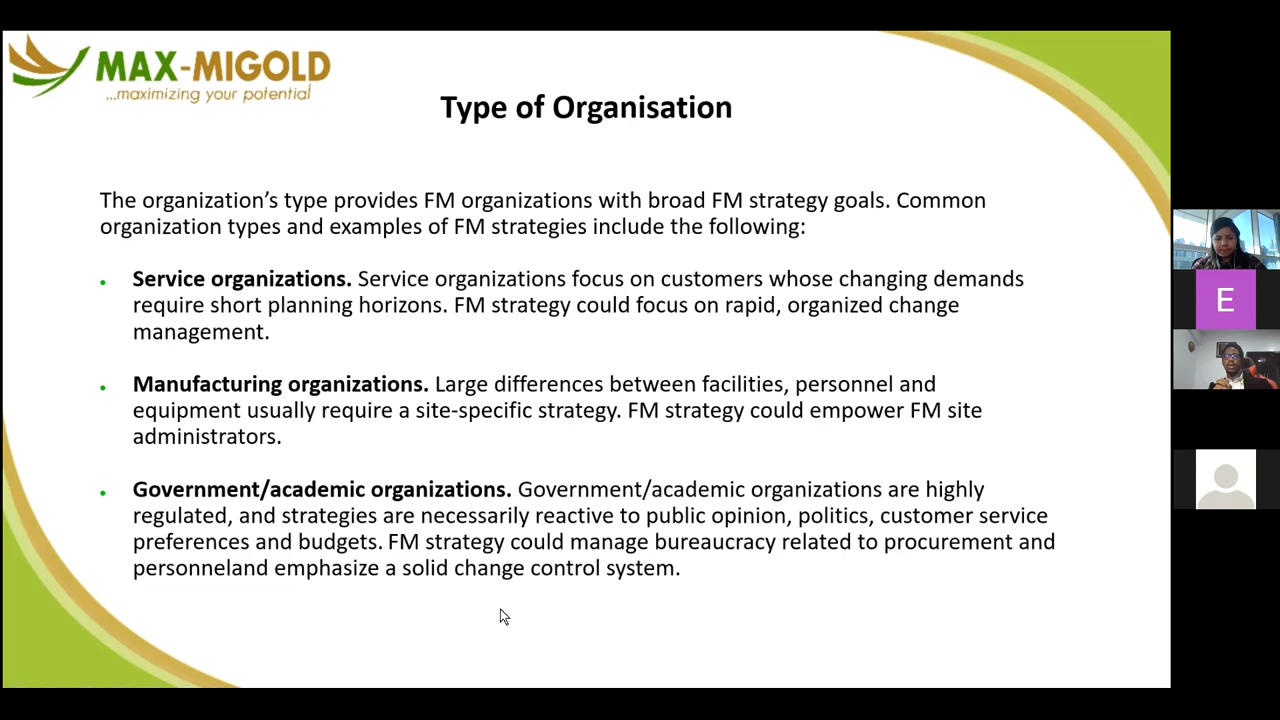 MAX-MIGOLD
...maximizing your potential
Type of Organisation
The organization's type provides FM organizations with broad FM strategy goals. Common
organization types and examples of FM strategies include the following:
Service organizations. Service organizations focus on customers whose changing demands
require short planning horizons. FM strategy could focus on rapid, organized change
management.
Manufacturing organizations. Large differences between facilities, personnel and
equipment usually require a site-specific strategy. FM strategy could empower FM site
administrators.
Government/academic organizations. Government/academic organizations are highly
regulated, and strategies are necessarily reactive to public opinion, politics, customer service
preferences and budgets. FM strategy could manage bureaucracy related to procurement and
personneland emphasize a solid change control system.
E